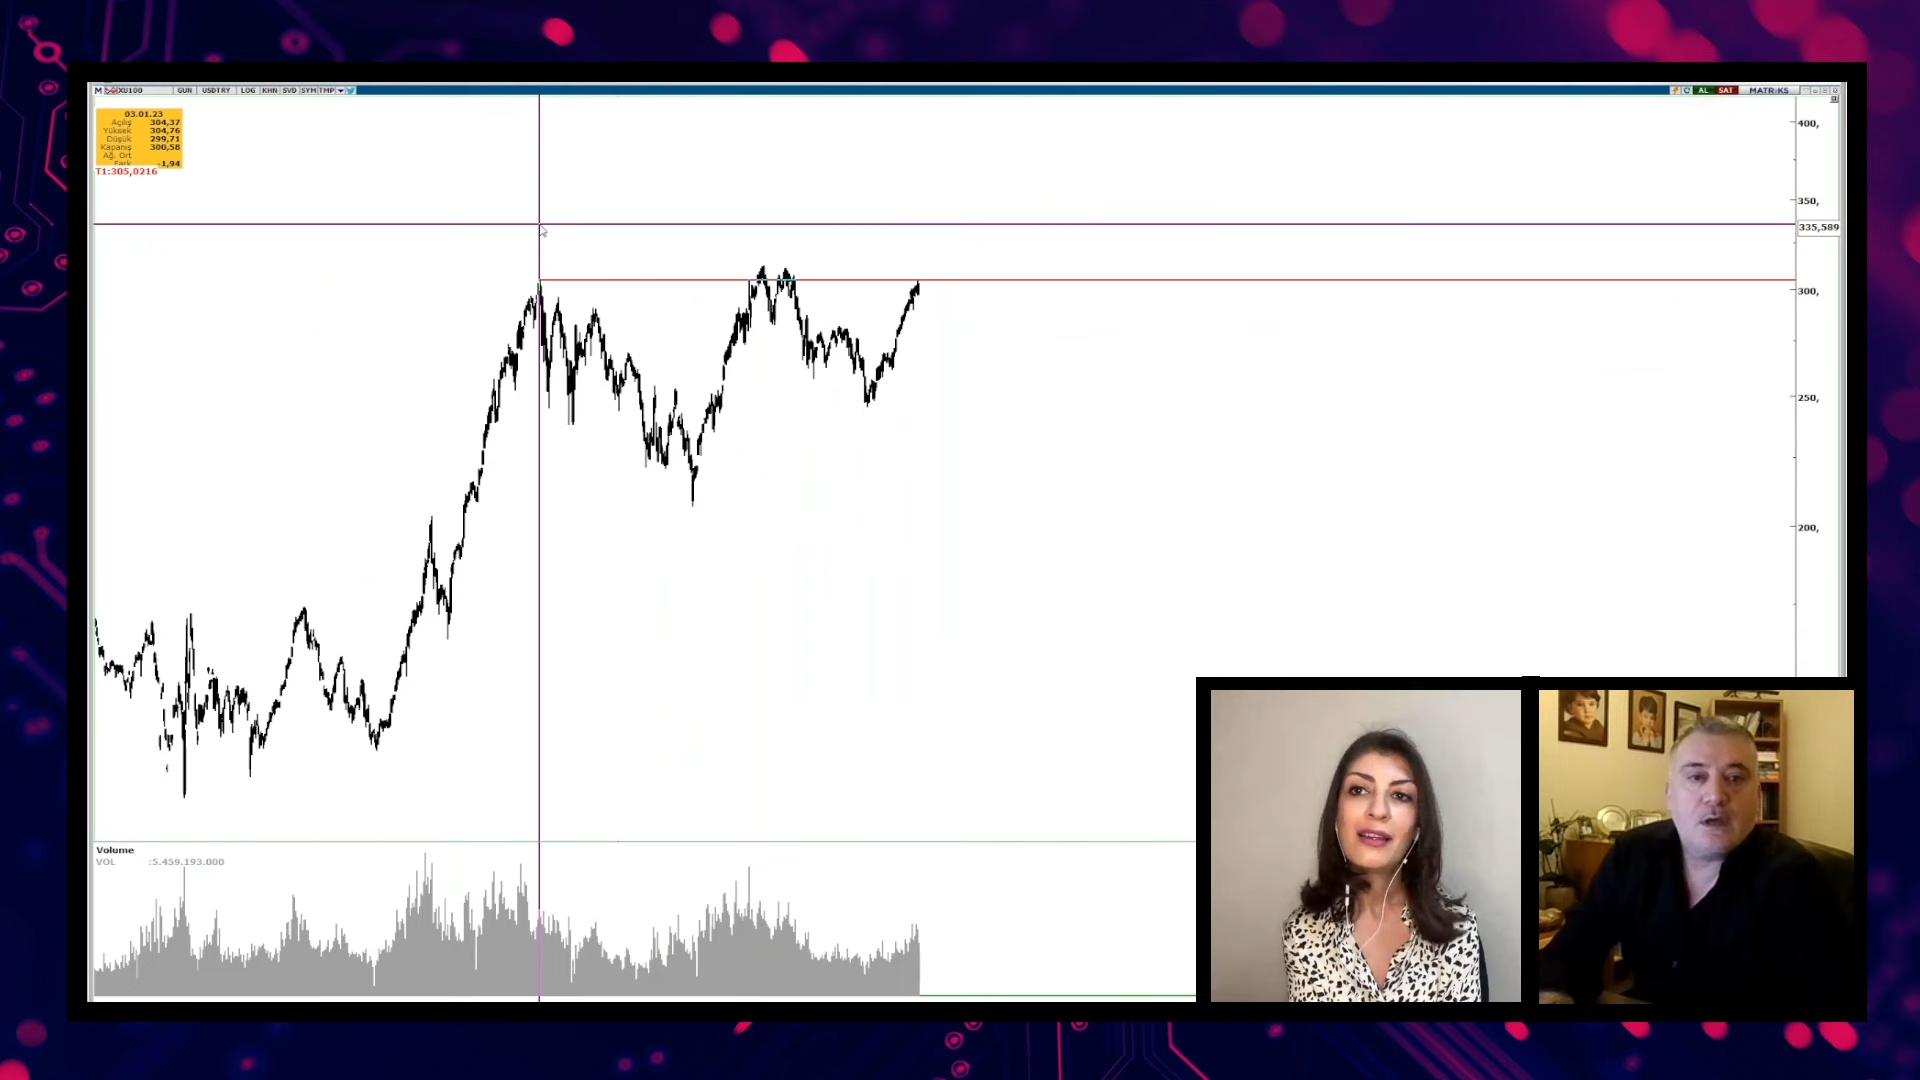 M XU100 GUN USDTRY LOG KHN SVD SYM TMP AL SAT MATRIKS
03.01.23
Açılış 304,37
Yüksek 304,76
Düşük 299,71
Kapanış 300,58
Ağ. Ort
Fark -1,94
T1:305,0216
400,
350,
335,589
300,
250,
200,
Volume
VOL :5.459.193.000